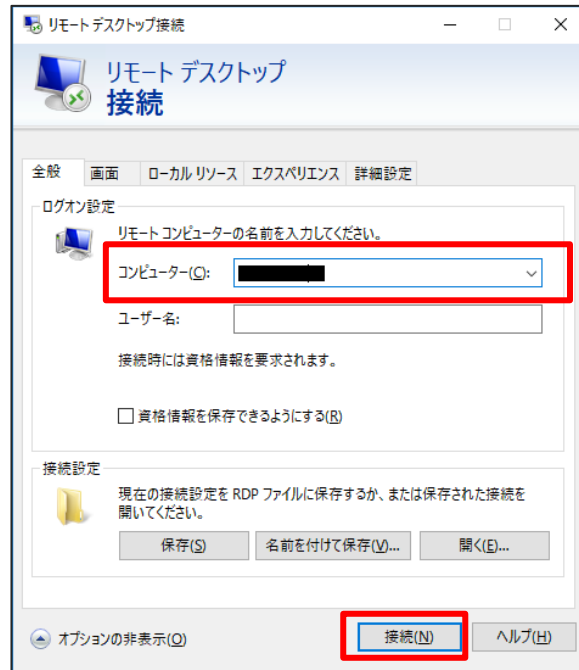 リモート デスクトップ接続
リモート デスクトップ
接続
全般 画面 ローカル リソース エクスペリエンス 詳細設定
ログオン設定
リモート コンピューターの名前を入力してください。
コンピューター(C):
ユーザー名:
接続時には資格情報を要求されます。
資格情報を保存できるようにする(R)
接続設定
現在の接続設定を RDP ファイルに保存するか、または保存された接続を
開いてください。
保存(S) 名前を付けて保存(V)... 開く(E)...
オプションの非表示(O) 接続(N) ヘルプ(H)